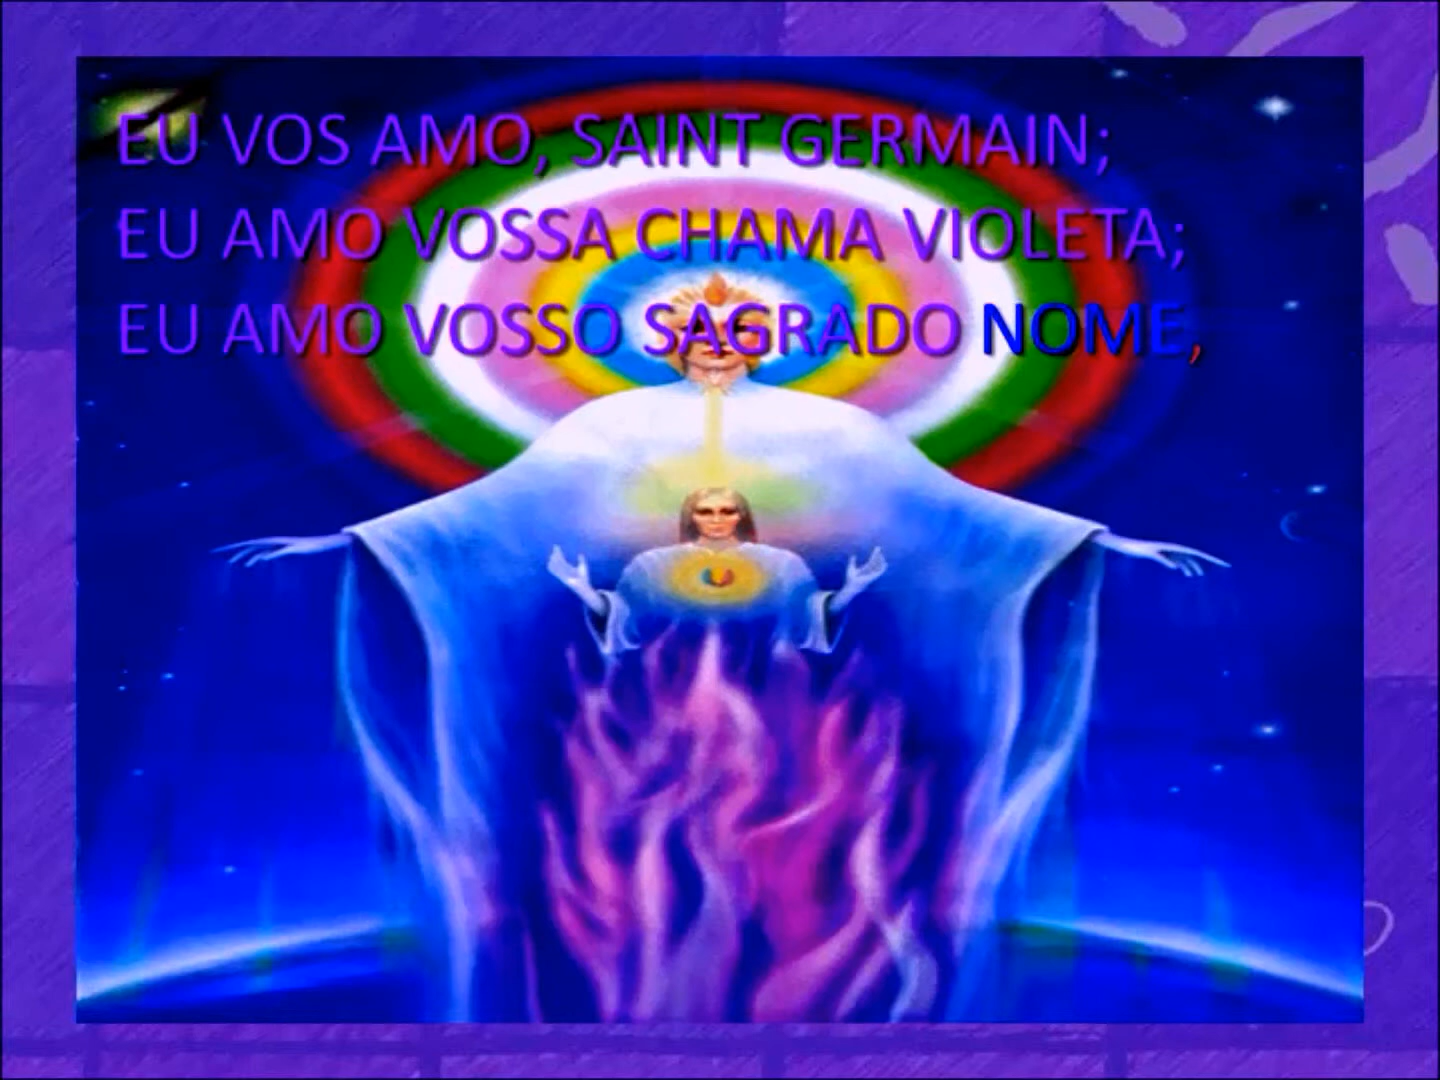 EU VOS AMO, SAINT GERMAIN;
EU AMO VOSSA CHAMA VIOLETA;
EU AMO VOSSO SAGRADO NOME,